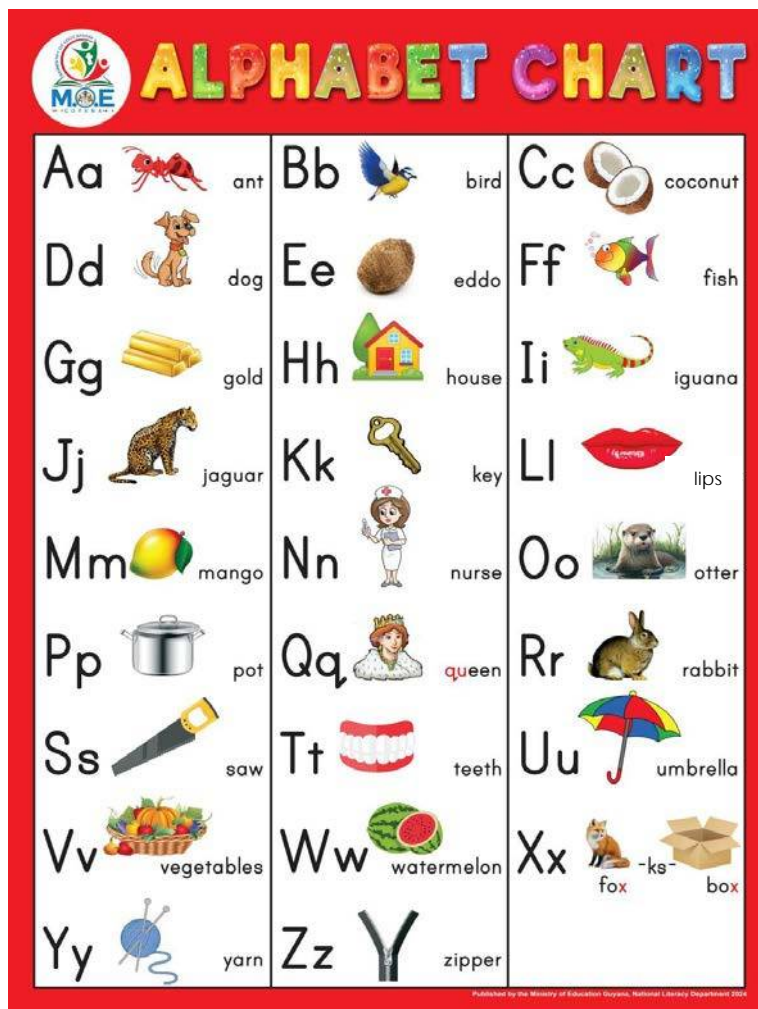 M.O.E
ALPHABET CHART
Aa ant
Bb bird
Cc coconut
Dd dog
Ee eddo
Ff fish
Gg gold
Hh house
Ii iguana
Jj jaguar
Kk key
Ll lips
Mm mango
Nn nurse
Oo otter
Pp pot
Qq queen
Rr rabbit
Ss saw
Tt teeth
Uu umbrella
Vv vegetables
Ww watermelon
Xx fox -ks- box
Yy yarn
Zz zipper
Published by the Ministry of Education Guyana, National Literacy Department 2024